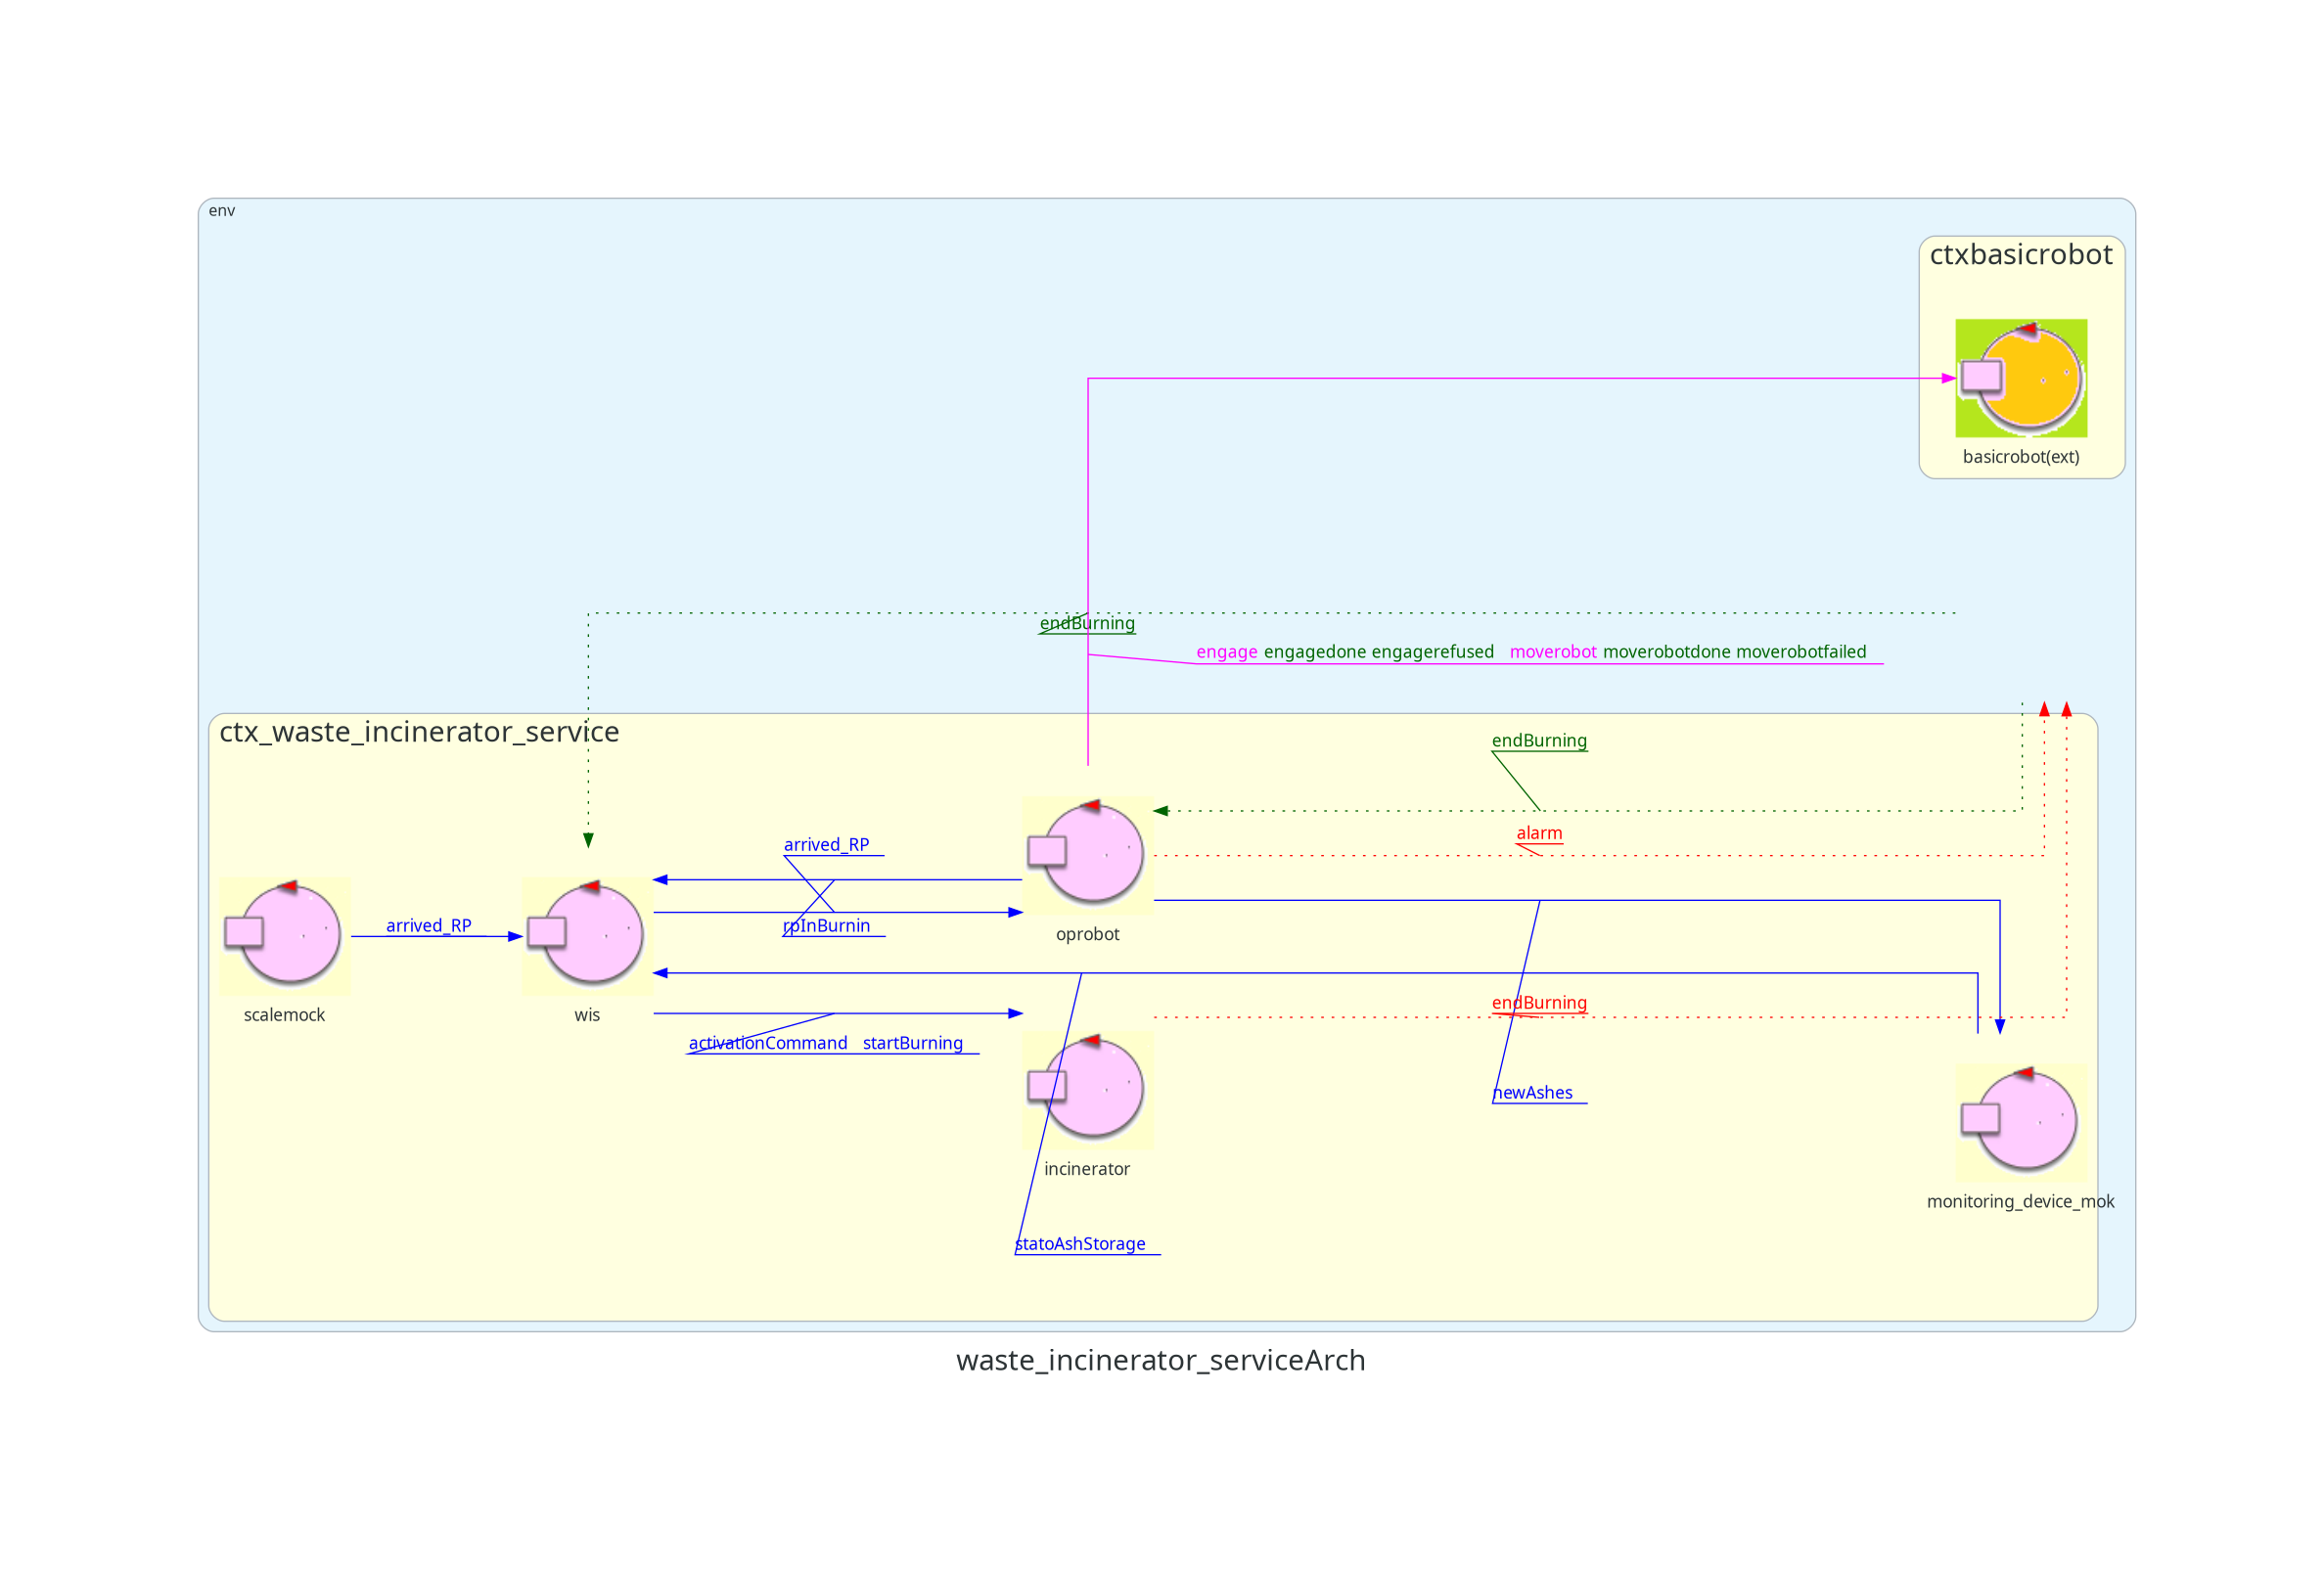 env
ctxbasicrobot
basicrobot(ext)
endBurning
engage engagedone engagerefused moverobot moverobotdone moverobotfailed
ctx_waste_incinerator_service
endBurning
alarm
arrived_RP
arrived_RP
rpInBurnin
oprobot
scalemock
wis
endBurning
activationCommand startBurning
newAshes
incinerator
monitoring_device_mok
statoAshStorage
waste_incinerator_serviceArch